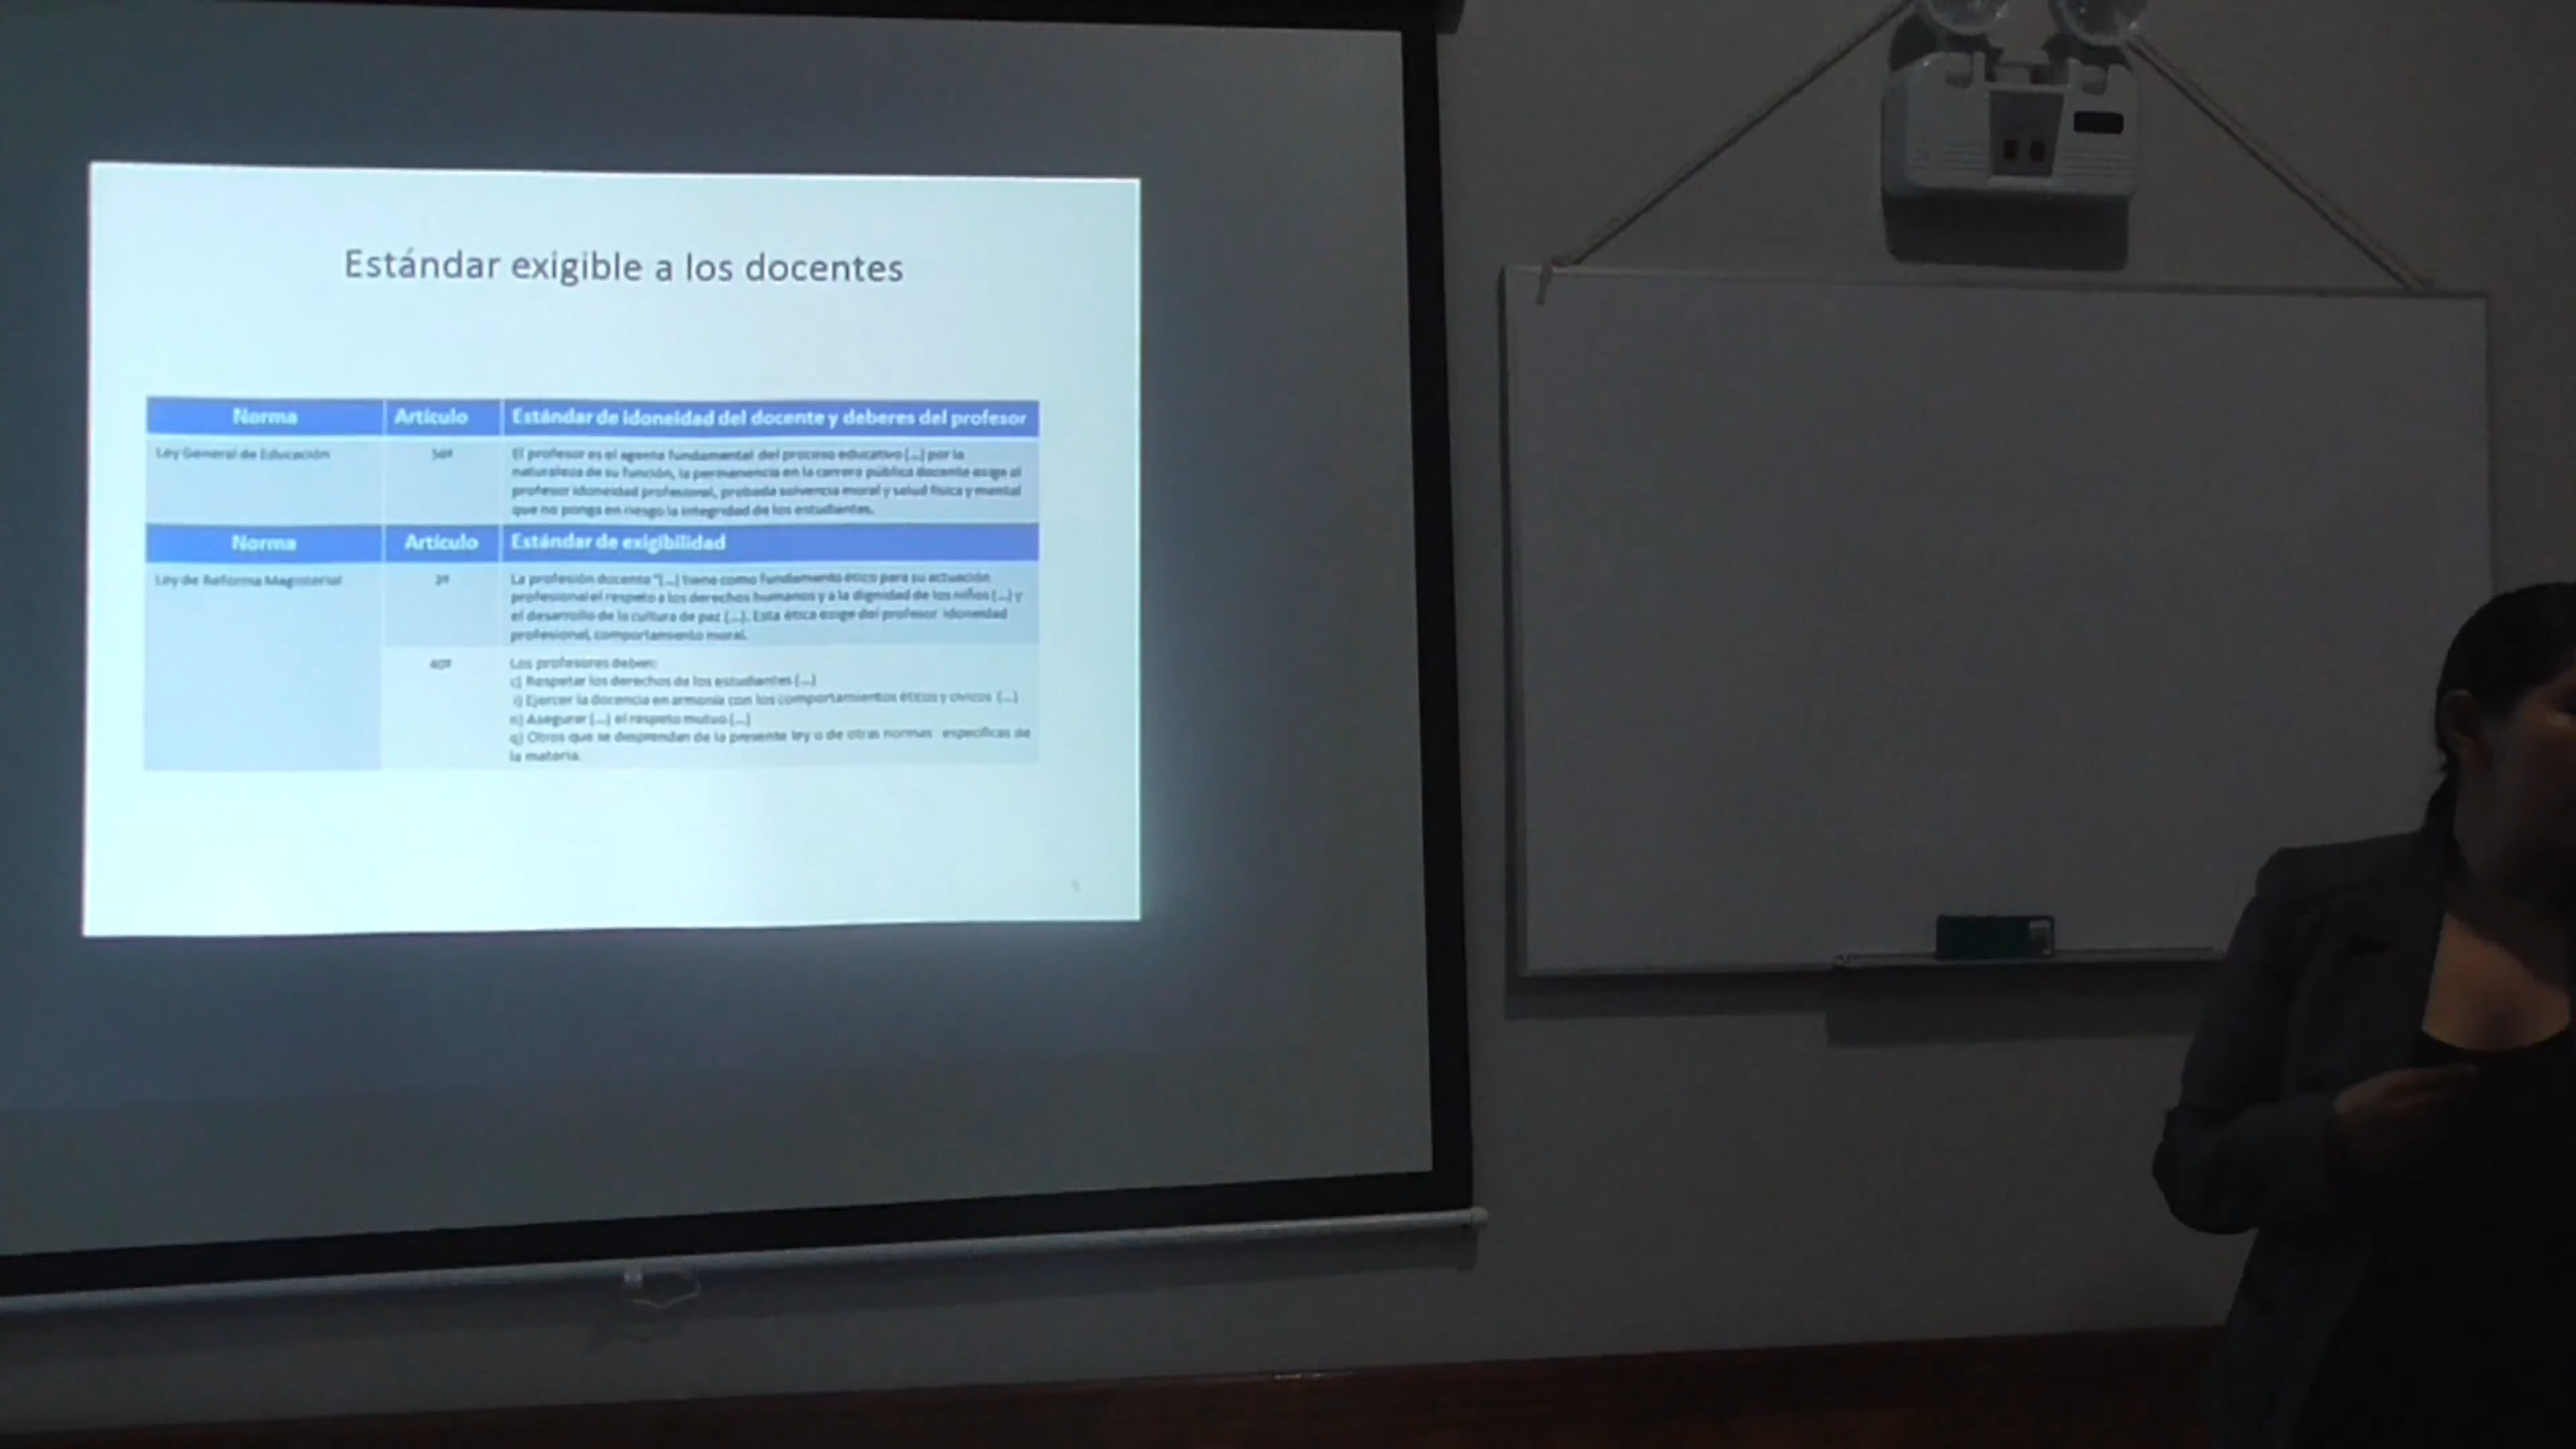 Estándar exigible a los docentes
Norma Artículo Estándar de idoneidad del docente y deberes del profesor
Ley General de Educación 56º El profesor es el agente fundamental del proceso educativo (...) por la
naturaleza de su función, la permanencia en la carrera pública docente exige al
profesor idoneidad profesional, probada solvencia moral y salud física y mental
que no ponga en riesgo la integridad de los estudiantes.
Norma Artículo Estándar de exigibilidad
Ley de Reforma Magisterial 2º La profesión docente "(...) tiene como fundamento ético para su actuación
profesional el respeto a los derechos humanos y a la dignidad de los niños (...) y
el desarrollo de la cultura de paz (...). Esta ética exige del profesor idoneidad
profesional, comportamiento moral.
40º Los profesores deben:
c) Respetar los derechos de los estudiantes (...)
i) Ejercer la docencia en armonía con los comportamientos éticos y cívicos (...)
n) Asegurar (...) el respeto mutuo (...)
q) Otros que se desprendan de la presente ley o de otras normas específicas de
la materia.